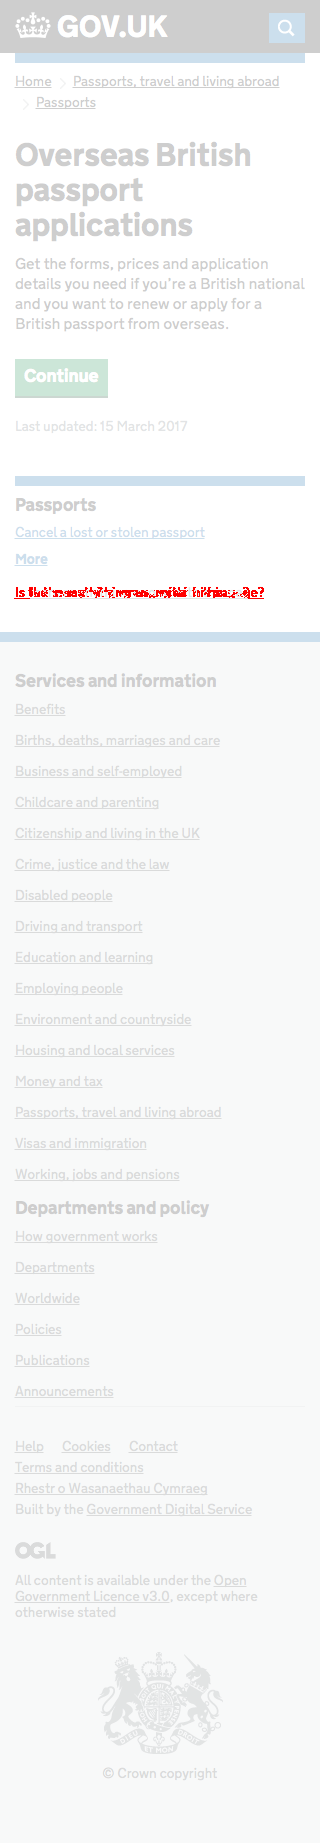 GOV.UK
Home Passports, travel and living abroad
Passports
Overseas British
passport
applications
Get the forms, prices and application
details you need if you're a British national
and you want to renew or apply for a
British passport from overseas.
Continue
Last updated: 15 March 2017
Passports
Cancel a lost or stolen passport
More
Services and information
Benefits
Births, deaths, marriages and care
Business and self-employed
Childcare and parenting
Citizenship and living in the UK
Crime, justice and the law
Disabled people
Driving and transport
Education and learning
Employing people
Environment and countryside
Housing and local services
Money and tax
Passports, travel and living abroad
Visas and immigration
Working, jobs and pensions
Departments and policy
How government works
Departments
Worldwide
Policies
Publications
Announcements
Help Cookies Contact
Terms and conditions
Rhestr o Wasanaethau Cymraeg
Built by the Government Digital Service
OGL
All content is available under the Open
Government Licence v3.0, except where
otherwise stated
© Crown copyright